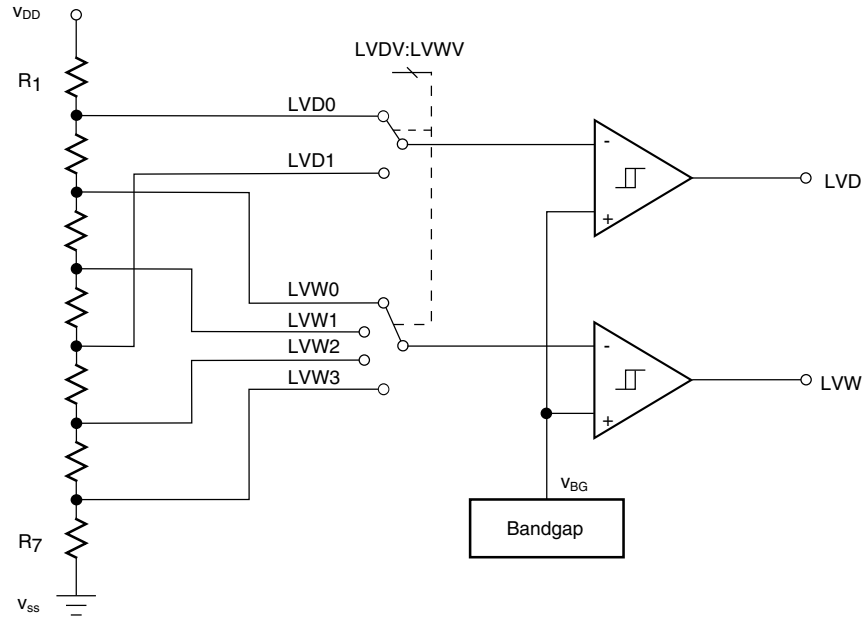 vDD
R1
LVDV:LVWV
LVD0
LVD1
LVW0
LVW1
LVW2
LVW3
-
+
LVD
-
+
LVW
vBG
Bandgap
R7
vss